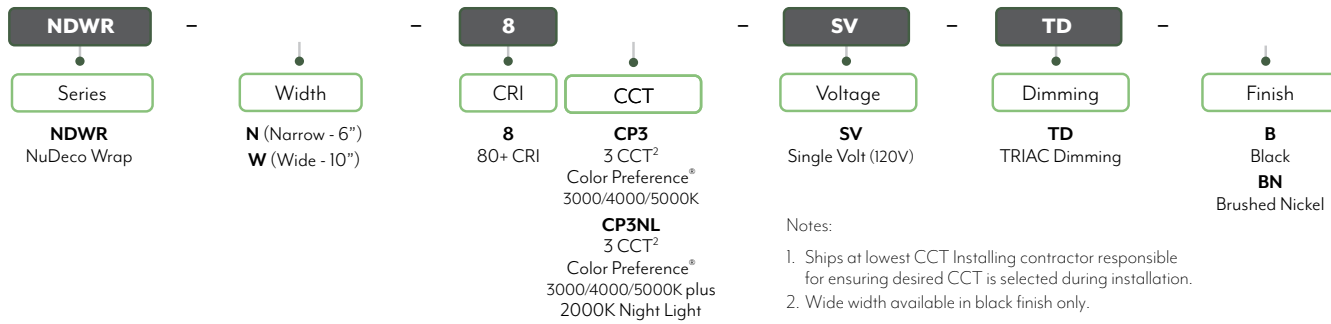 NDWR – – 8 – SV – TD –
Series Width CRI CCT Voltage Dimming Finish
NDWR
NuDeco Wrap
N (Narrow - 6”)
W (Wide - 10”)
8
80+ CRI
CP3
3 CCT²
Color Preference®
3000/4000/5000K
CP3NL
3 CCT²
Color Preference®
3000/4000/5000K plus
2000K Night Light
SV
Single Volt (120V)
TD
TRIAC Dimming
B
Black
BN
Brushed Nickel
Notes:
1. Ships at lowest CCT Installing contractor responsible
for ensuring desired CCT is selected during installation.
2. Wide width available in black finish only.